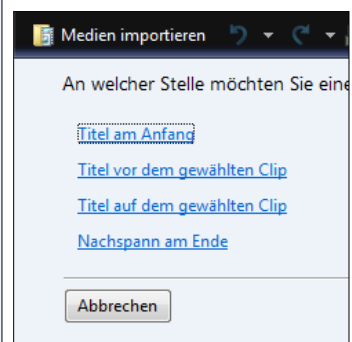 Medien importieren
An welcher Stelle möchten Sie eine
Titel am Anfang
Titel vor dem gewählten Clip
Titel auf dem gewählten Clip
Nachspann am Ende
Abbrechen